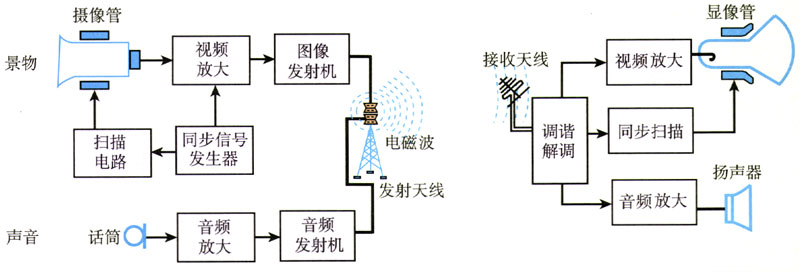 摄像管
景物
视频
放大
图像
发射机
扫描
电路
同步信号
发生器
电磁波
发射天线
声音
话筒
音频
放大
音频
发射机
显像管
接收天线
视频放大
调谐
解调
同步扫描
扬声器
音频放大